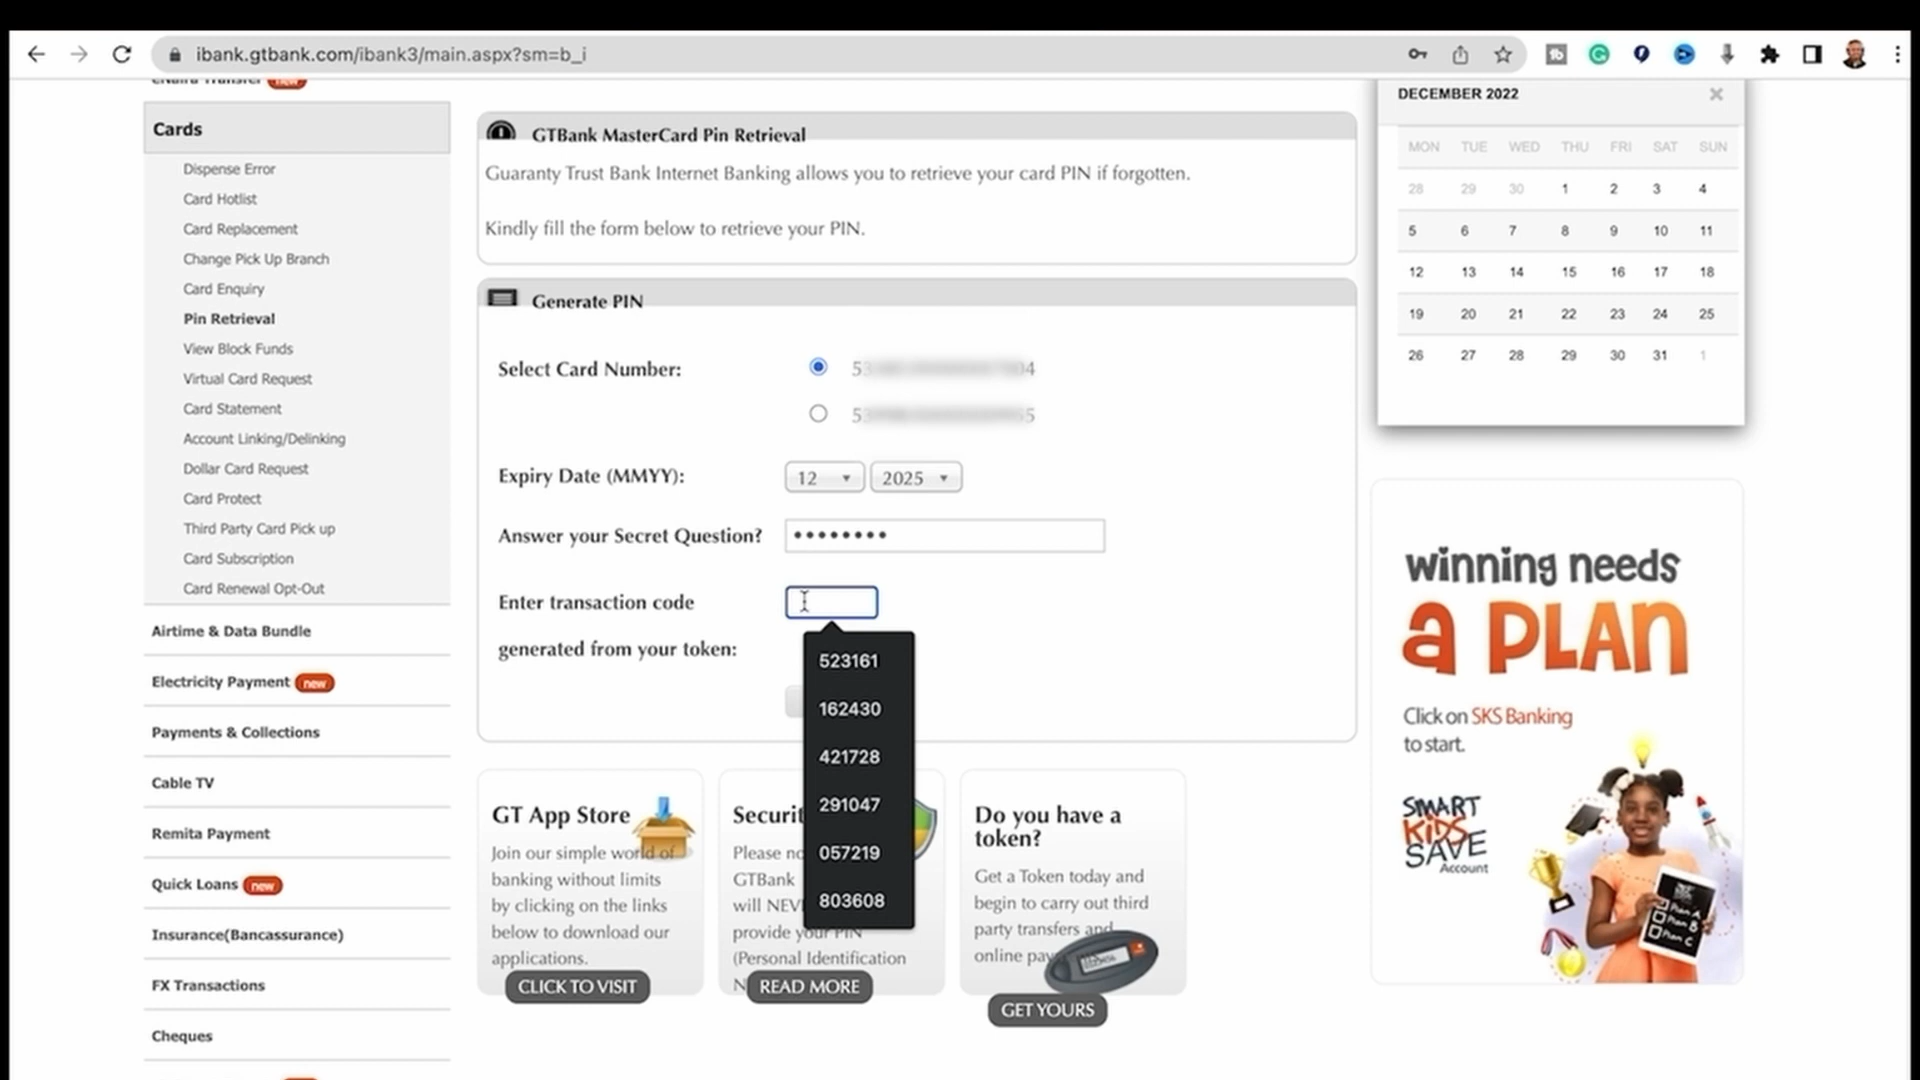 ibank.gtbank.com/ibank3/main.aspx?sm=b_i
eNaira Transfer new
Cards
Dispense Error
Card Hotlist
Card Replacement
Change Pick Up Branch
Card Enquiry
Pin Retrieval
View Block Funds
Virtual Card Request
Card Statement
Account Linking/Delinking
Dollar Card Request
Card Protect
Third Party Card Pick up
Card Subscription
Card Renewal Opt-Out
Airtime & Data Bundle
Electricity Payment new
Payments & Collections
Cable TV
Remita Payment
Quick Loans new
Insurance(Bancassurance)
FX Transactions
Cheques
GTBank MasterCard Pin Retrieval
Guaranty Trust Bank Internet Banking allows you to retrieve your card PIN if forgotten.
Kindly fill the form below to retrieve your PIN.
Generate PIN
Select Card Number:
Expiry Date (MMYY): 12 2025
Answer your Secret Question?
Enter transaction code
generated from your token:
523161
162430
421728
291047
057219
803608
GT App Store
Join our simple world of
banking without limits
by clicking on the links
below to download our
applications.
CLICK TO VISIT
Securit
Please no
GTBank
will NEV
provide your PIN
(Personal Identification
N
READ MORE
Do you have a
token?
Get a Token today and
begin to carry out third
party transfers and
online pay
GET YOURS
DECEMBER 2022
MON TUE WED THU FRI SAT SUN
28 29 30 1 2 3 4
5 6 7 8 9 10 11
12 13 14 15 16 17 18
19 20 21 22 23 24 25
26 27 28 29 30 31 1
winning needs
a PLAN
Click on SKS Banking
to start.
SMART
KIDS
SAVE
Account
Plan A
Plan B
Plan C